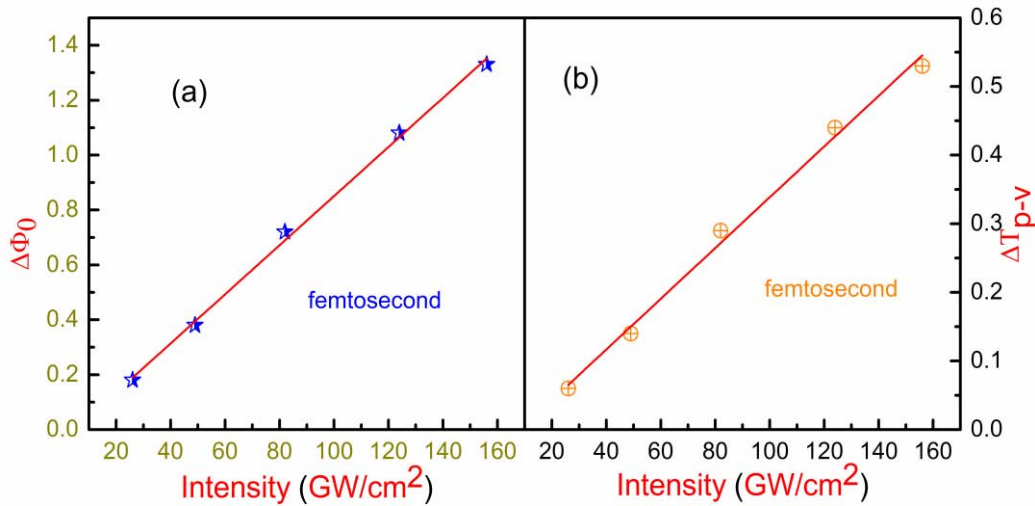 ΔΦ0
1.4
1.2
1.0
0.8
0.6
0.4
0.2
0.0
(a)
femtosecond
20 40 60 80 100 120 140 160
Intensity (GW/cm2)
(b)
femtosecond
20 40 60 80 100 120 140 160
Intensity (GW/cm2)
0.6
0.5
0.4
0.3
0.2
0.1
0.0
ΔTp-v